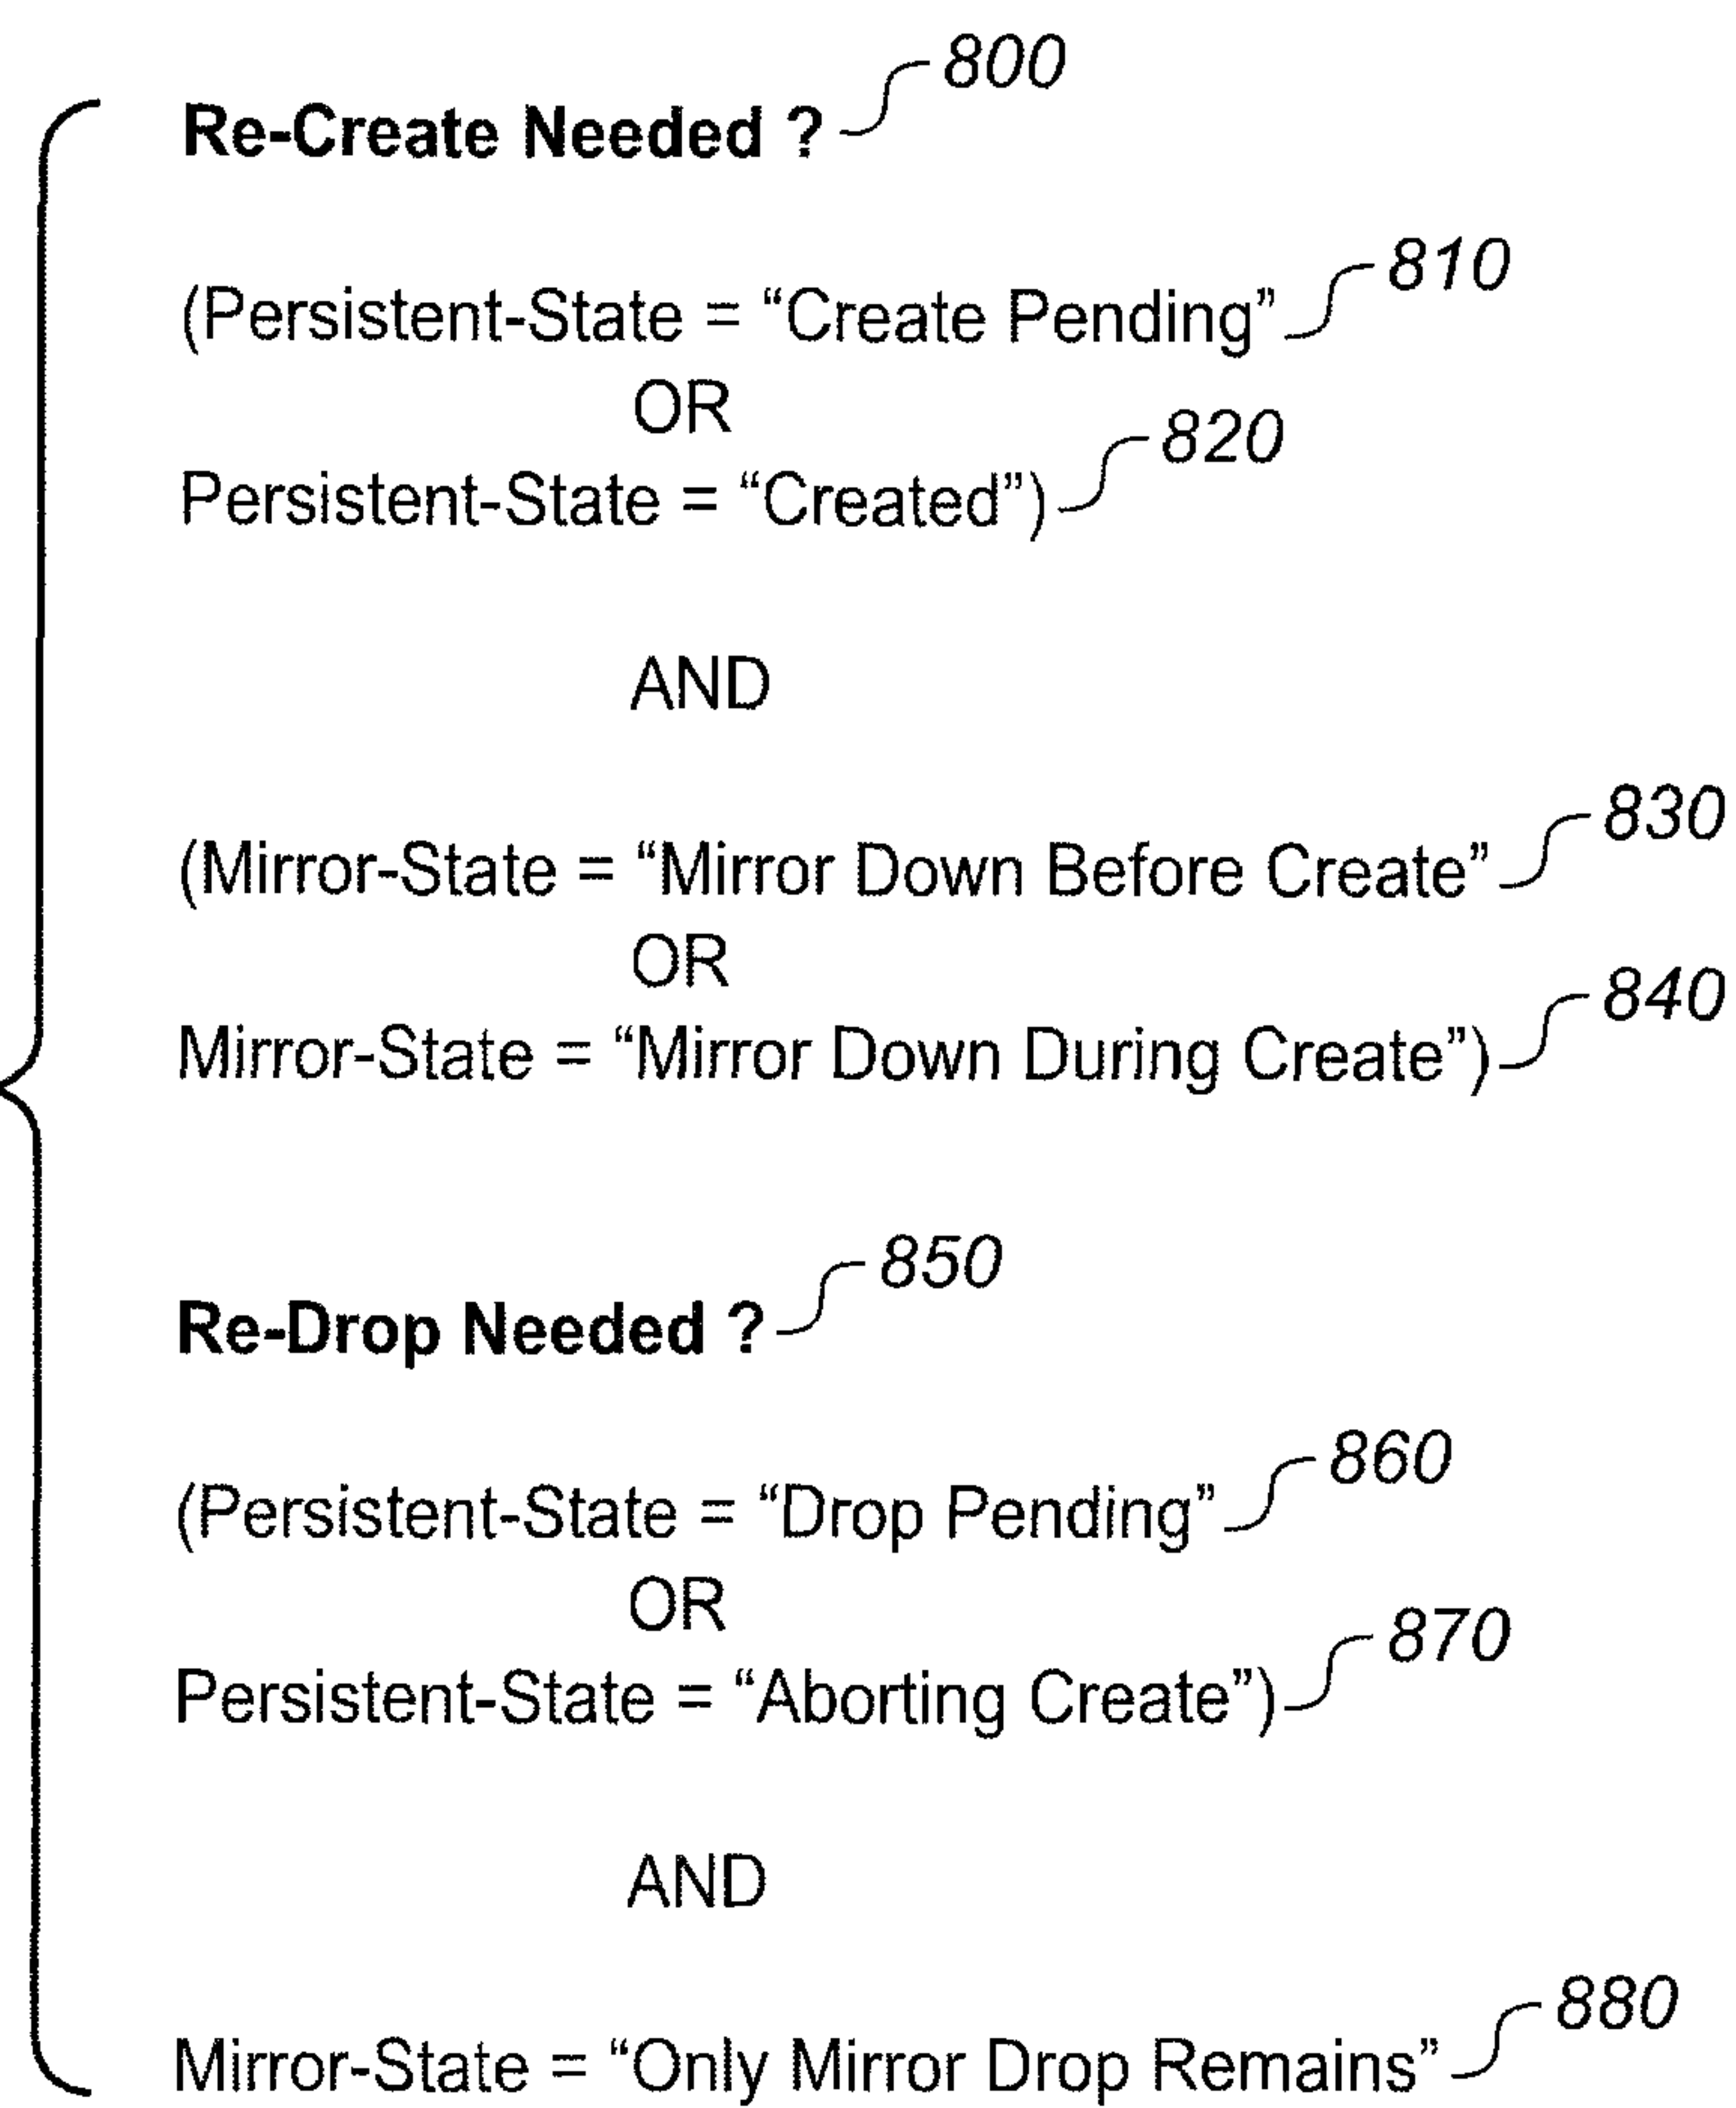 Re-Create Needed ? 800
(Persistent-State = “Create Pending” 810
OR
Persistent-State = “Created”) 820
AND
(Mirror-State = “Mirror Down Before Create” 830
OR
Mirror-State = “Mirror Down During Create”) 840
Re-Drop Needed ? 850
(Persistent-State = “Drop Pending” 860
OR
Persistent-State = “Aborting Create”) 870
AND
Mirror-State = “Only Mirror Drop Remains” 880